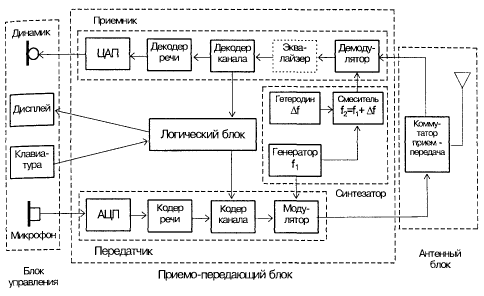 Приемник
Динамик
ЦАП
Декодер
речи
Декодер
канала
Эква-
лайзер
Демоду-
лятор
Дисплей
Клавиа-
тура
Логический блок
Гетеродин
Δf
Смеситель
f₂=f₁+ Δf
Генератор
f₁
Синтезатор
Комму-
татор
прием -
передача
Микрофон
АЦП
Кодер
речи
Кодер
канала
Моду-
лятор
Передатчик
Блок
управления
Приемо-передающий блок
Антенный
блок